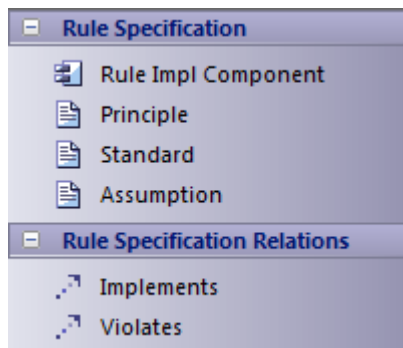 Rule Specification
Rule Impl Component
Principle
Standard
Assumption
Rule Specification Relations
Implements
Violates